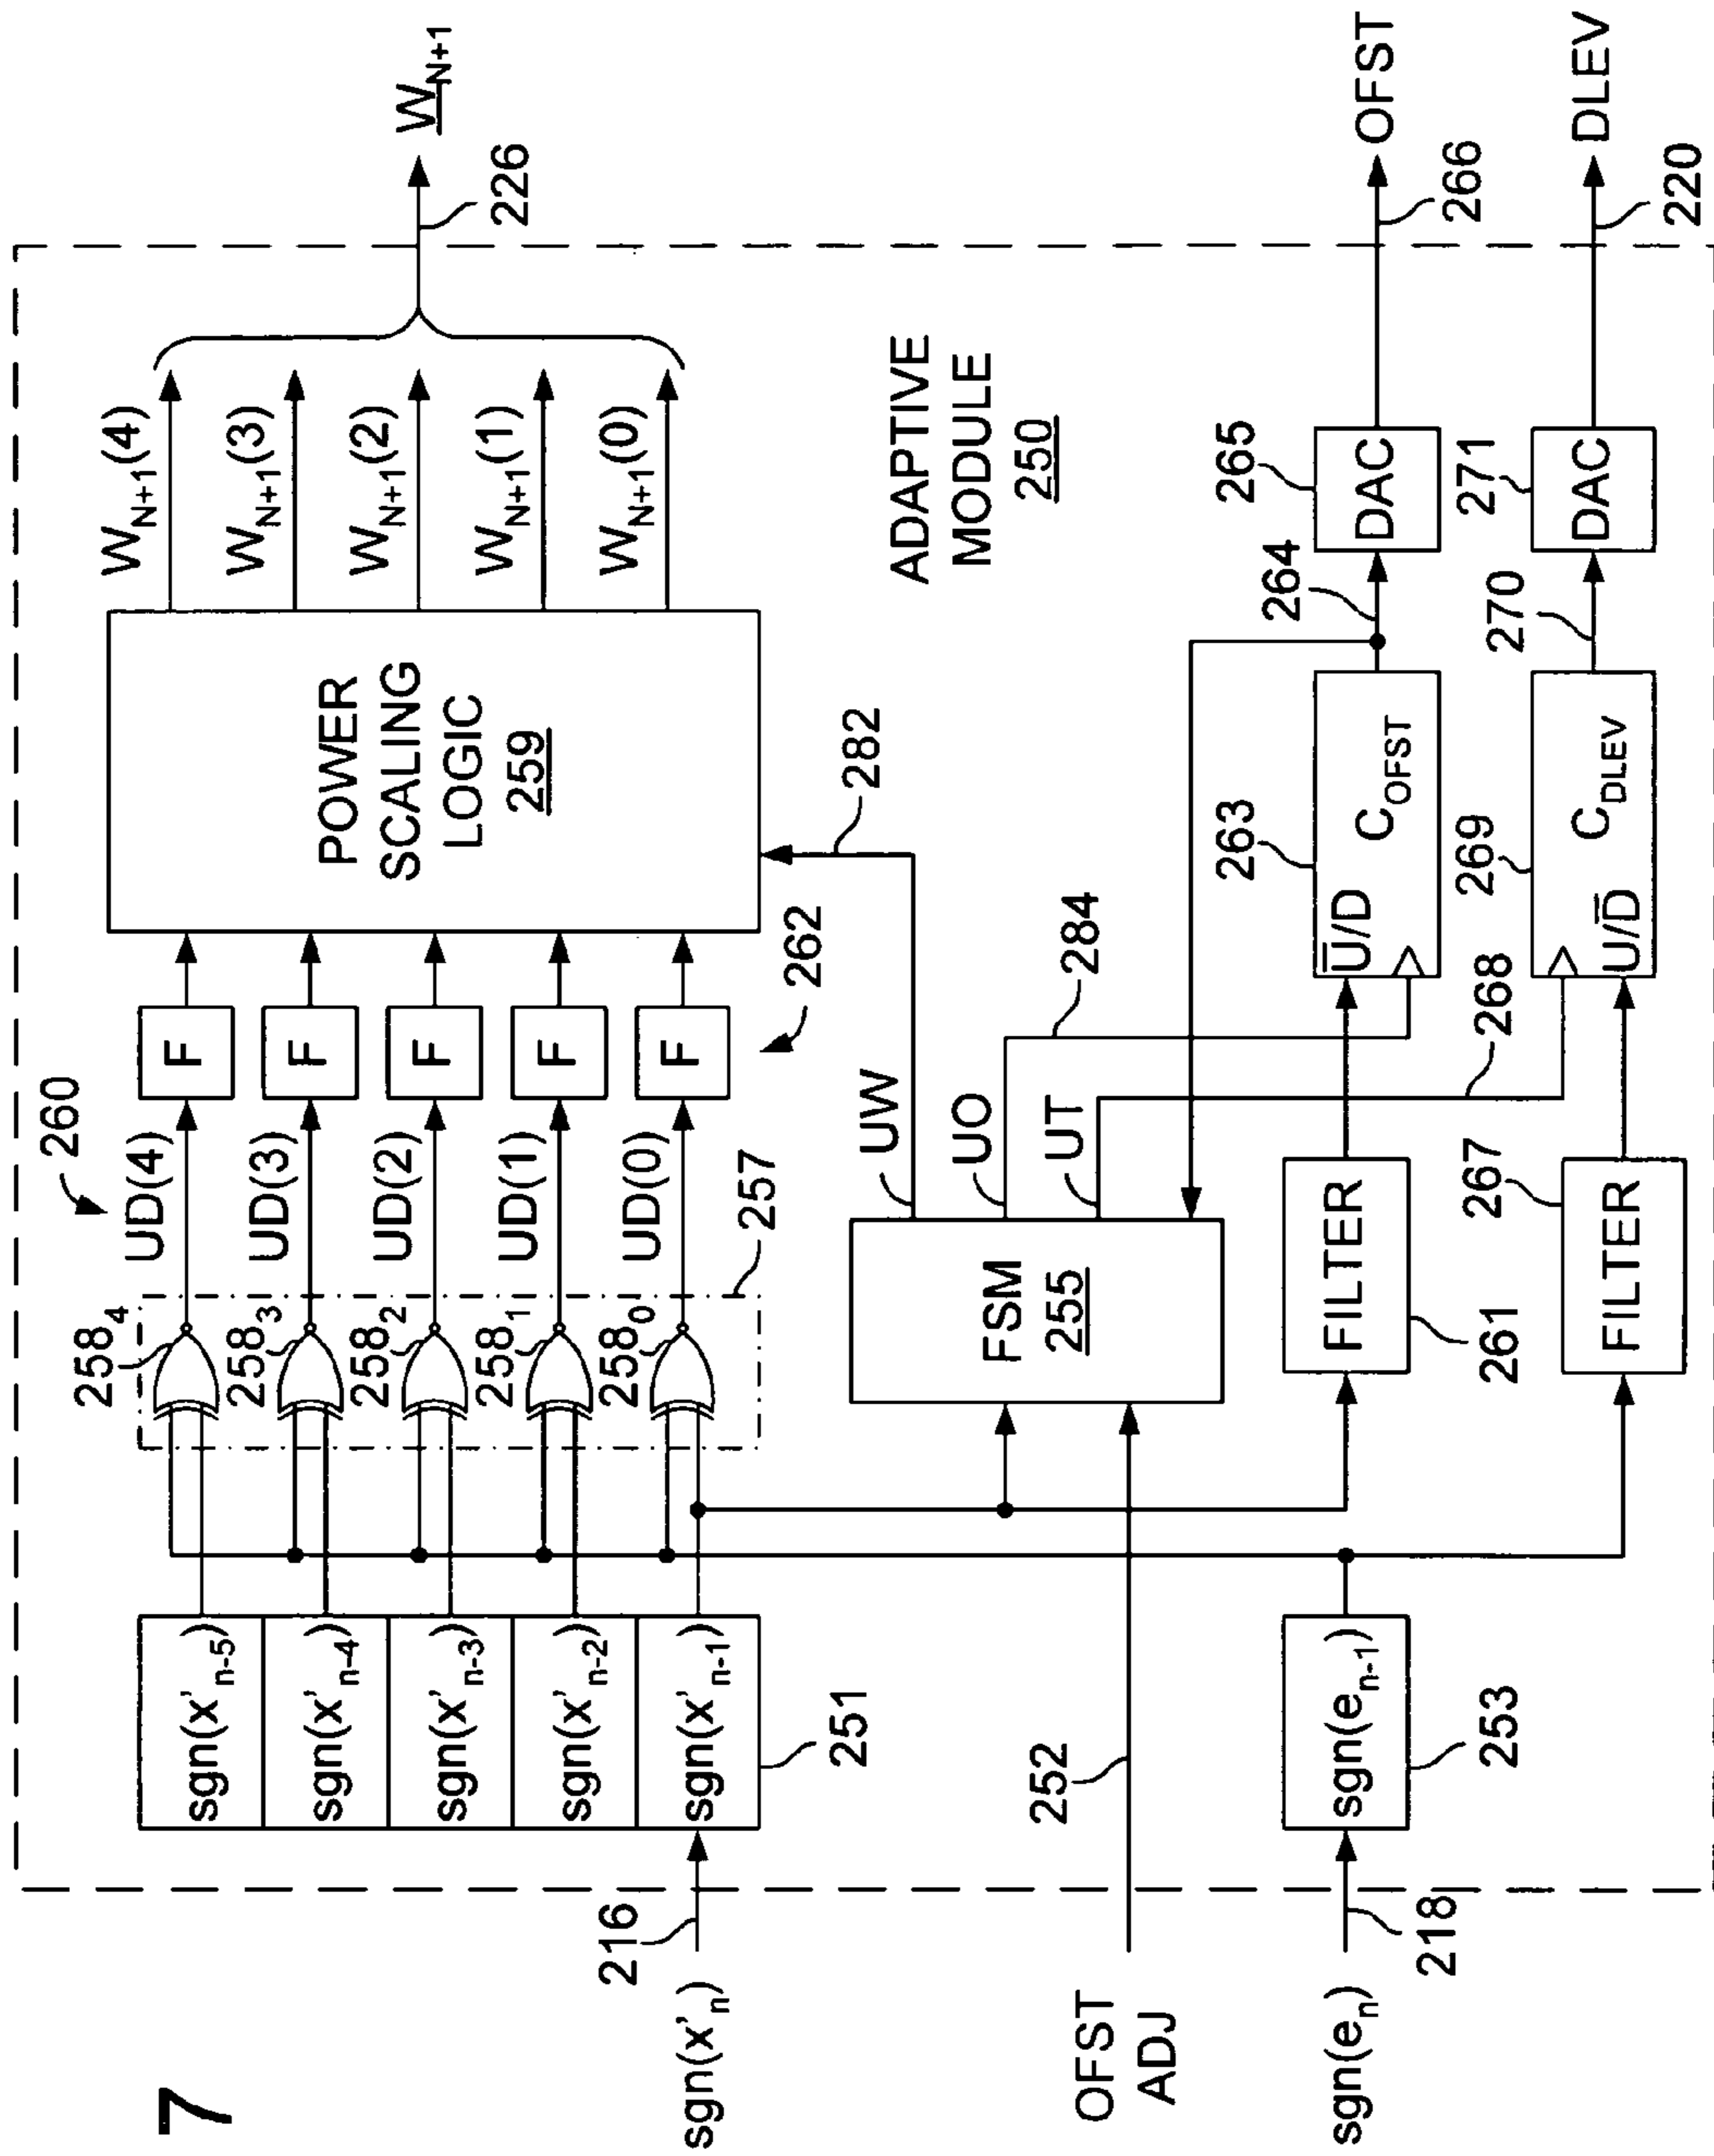 7
sgn(x'n)
216
OFST
ADJ
252
sgn(en)
218
sgn(x'n-5)
sgn(x'n-4)
sgn(x'n-3)
sgn(x'n-2)
sgn(x'n-1)
251
sgn(en-1)
253
2584
2583
2582
2581
2580
257
260
UD(4)
UD(3)
UD(2)
UD(1)
UD(0)
F
F
F
F
F
262
POWER
SCALING
LOGIC
259
WN+1(4)
WN+1(3)
WN+1(2)
WN+1(1)
WN+1(0)
WN+1
226
FSM
255
UW
UO
UT
282
284
268
ADAPTIVE
MODULE
250
FILTER
261
FILTER
267
263
U̅/D
COFST
269
U/D̅
CDLEV
264
270
265
DAC
271
DAC
266
OFST
220
DLEV